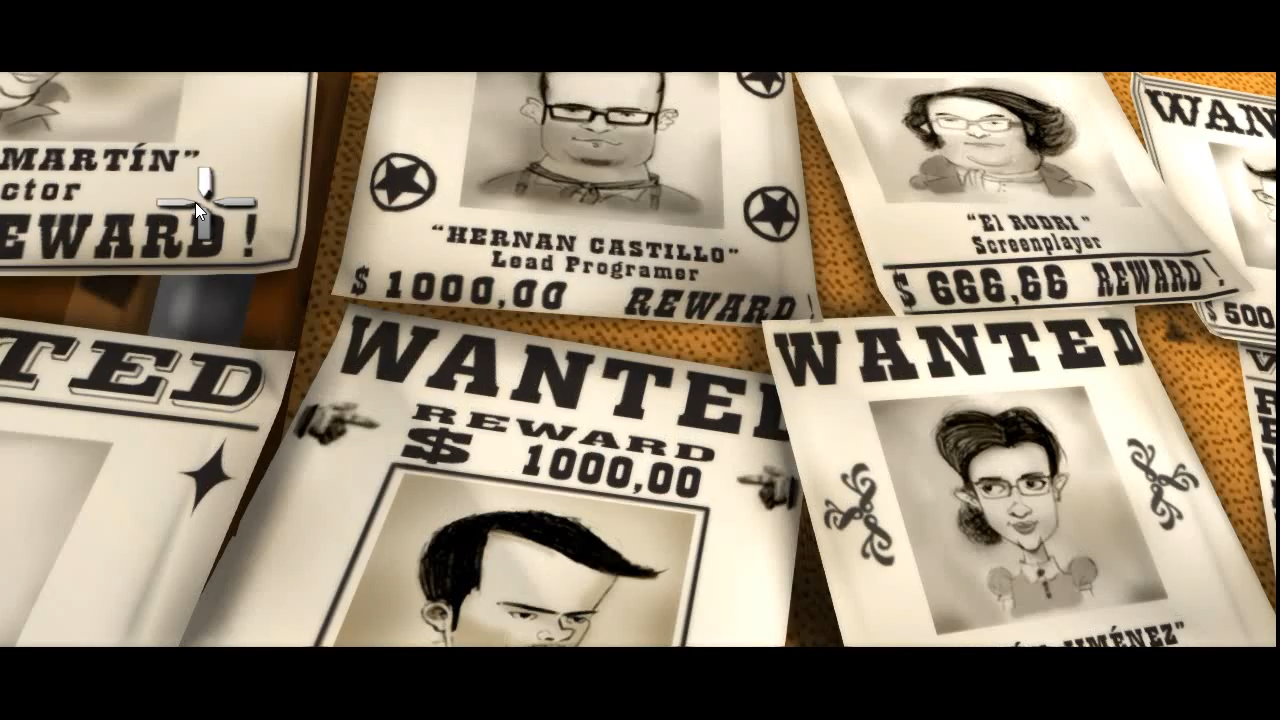 MARTÍN"
ctor
EWARD!
"HERNAN CASTILLO"
Lead Programer
$ 1000,00 REWARD!
"El RODRI"
Screenplayer
$ 666,66 REWARD!
WAN
$ 500
TED
WANTED
REWARD
$ 1000,00
WANTED
JIMÉNEZ"